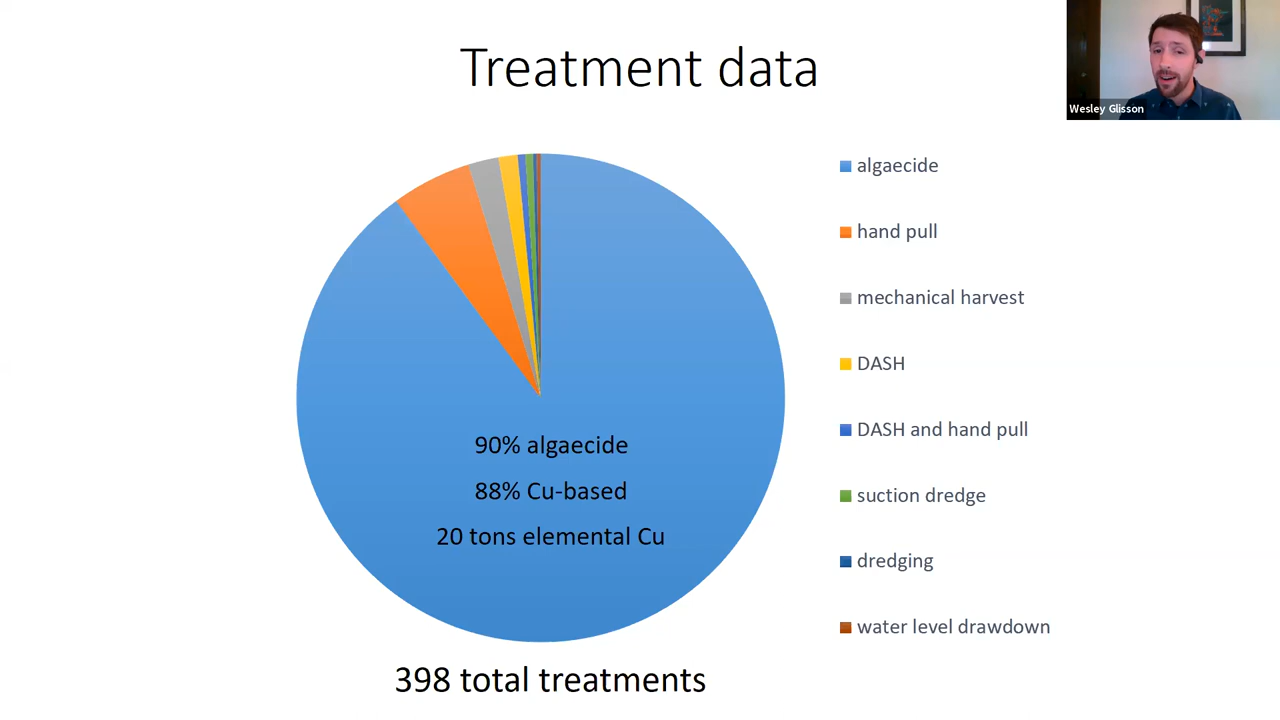 Treatment data
Wesley Glisson
algaecide
hand pull
mechanical harvest
DASH
DASH and hand pull
suction dredge
dredging
water level drawdown
90% algaecide
88% Cu-based
20 tons elemental Cu
398 total treatments